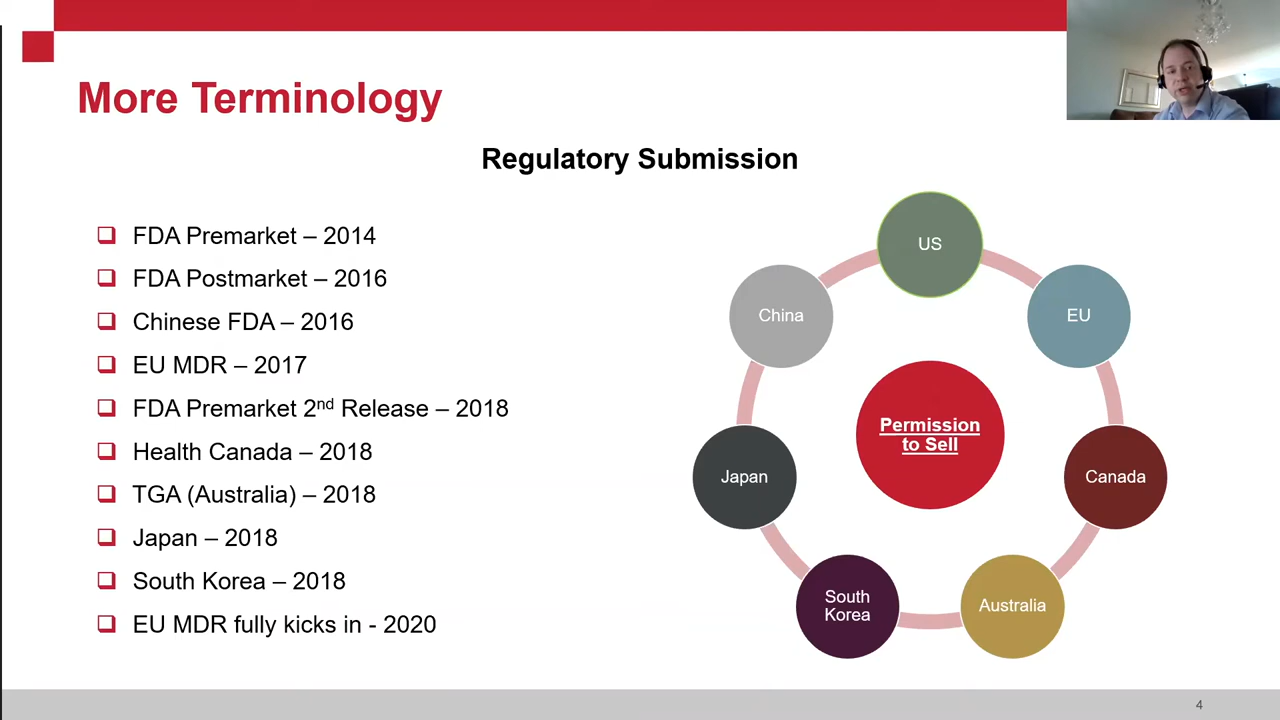 More Terminology
Regulatory Submission
FDA Premarket – 2014
FDA Postmarket – 2016
Chinese FDA – 2016
EU MDR – 2017
FDA Premarket 2nd Release – 2018
Health Canada – 2018
TGA (Australia) – 2018
Japan – 2018
South Korea – 2018
EU MDR fully kicks in - 2020
US
EU
Canada
Australia
South
Korea
Japan
China
Permission
to Sell
4